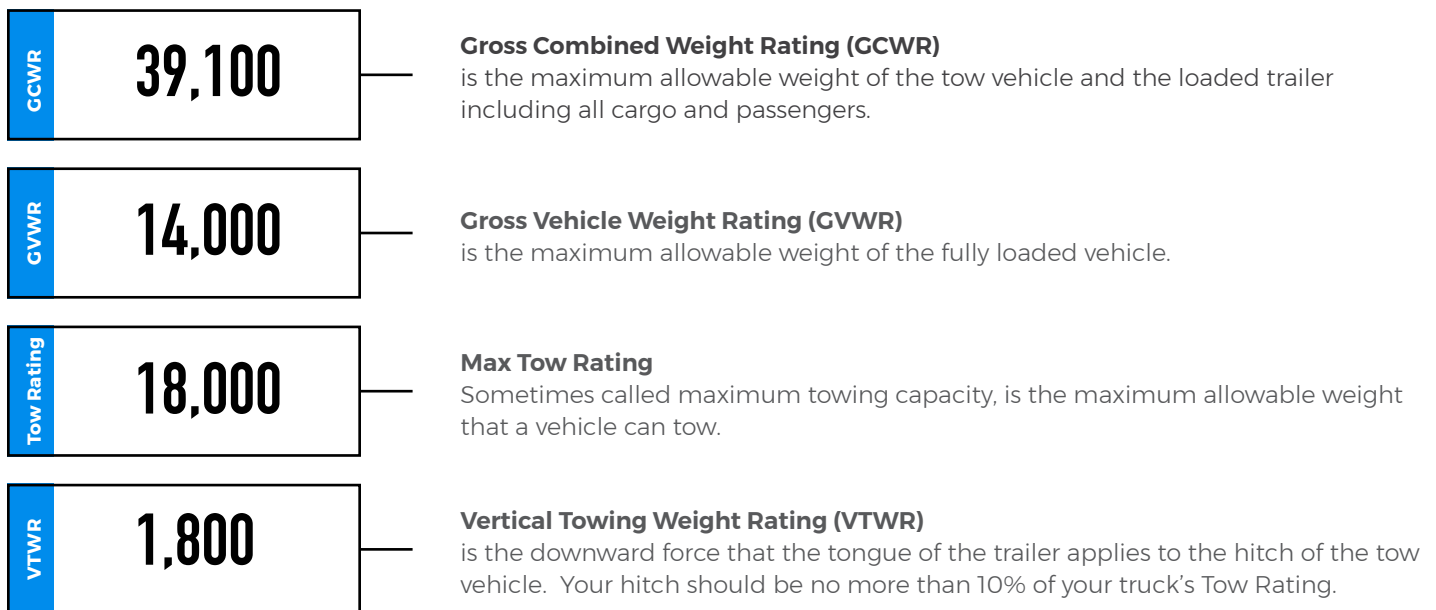 GCWR
39,100
Gross Combined Weight Rating (GCWR)
is the maximum allowable weight of the tow vehicle and the loaded trailer
including all cargo and passengers.
GVWR
14,000
Gross Vehicle Weight Rating (GVWR)
is the maximum allowable weight of the fully loaded vehicle.
Tow Rating
18,000
Max Tow Rating
Sometimes called maximum towing capacity, is the maximum allowable weight
that a vehicle can tow.
VTWR
1,800
Vertical Towing Weight Rating (VTWR)
is the downward force that the tongue of the trailer applies to the hitch of the tow
vehicle.  Your hitch should be no more than 10% of your truck's Tow Rating.